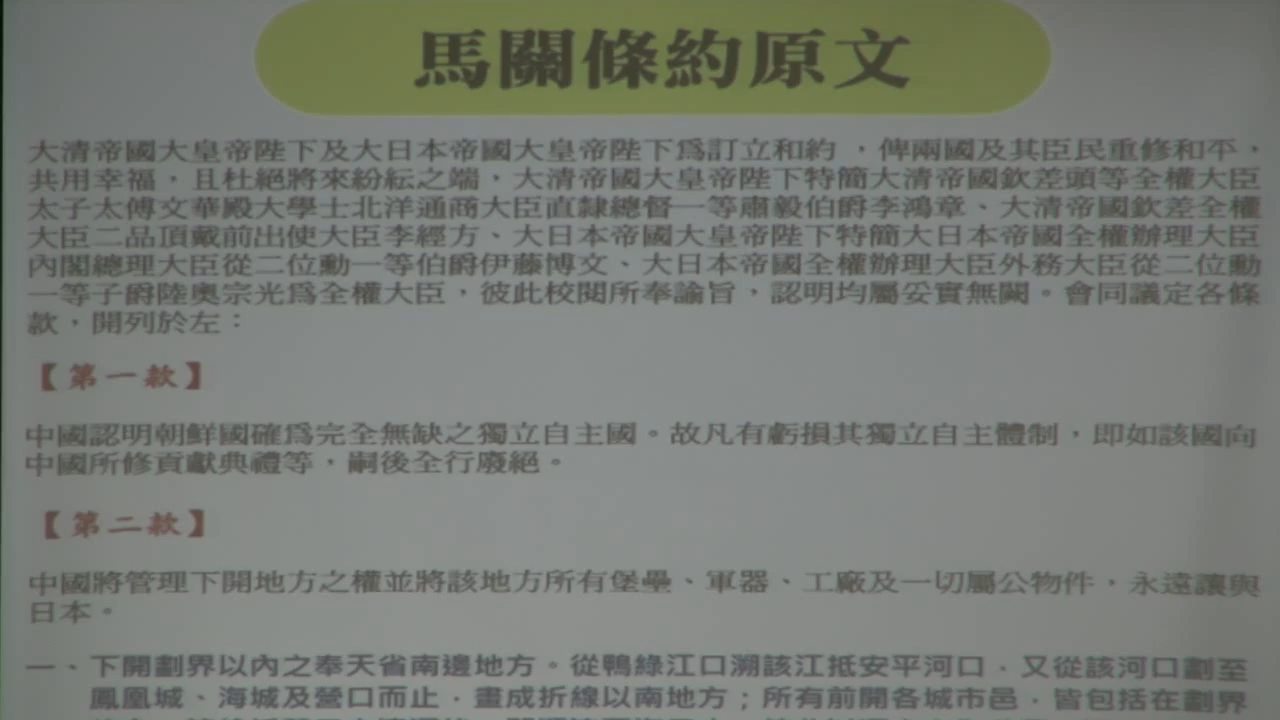 馬關條約原文
大清帝國大皇帝陛下及大日本帝國大皇帝陛下爲訂立和約，俾兩國及其臣民重修和平，
共用幸福，且杜絕將來紛紜之端，大清帝國大皇帝陛下特簡大清帝國欽差頭等全權大臣
太子太傅文華殿大學士北洋通商大臣直隸總督一等肅毅伯爵李鴻章、大清帝國欽差全權
大臣二品頂戴前出使大臣李經方、大日本帝國大皇帝陛下特簡大日本帝國全權辦理大臣
內閣總理大臣從二位勳一等伯爵伊藤博文、大日本帝國全權辦理大臣外務大臣從二位勳
一等子爵陸奧宗光爲全權大臣，彼此校閱所奉諭旨，認明均屬妥實無闕。會同議定各條
款，開列於左：
【第一款】
中國認明朝鮮國確爲完全無缺之獨立自主國。故凡有虧損其獨立自主體制，即如該國向
中國所修貢獻典禮等，嗣後全行廢絕。
【第二款】
中國將管理下開地方之權並將該地方所有堡壘、軍器、工廠及一切屬公物件，永遠讓與
日本。
一、下開劃界以內之奉天省南邊地方。從鴨綠江口溯該江抵安平河口，又從該河口劃至
鳳凰城、海城及營口而止，畫成折線以南地方；所有前開各城市邑，皆包括在劃界